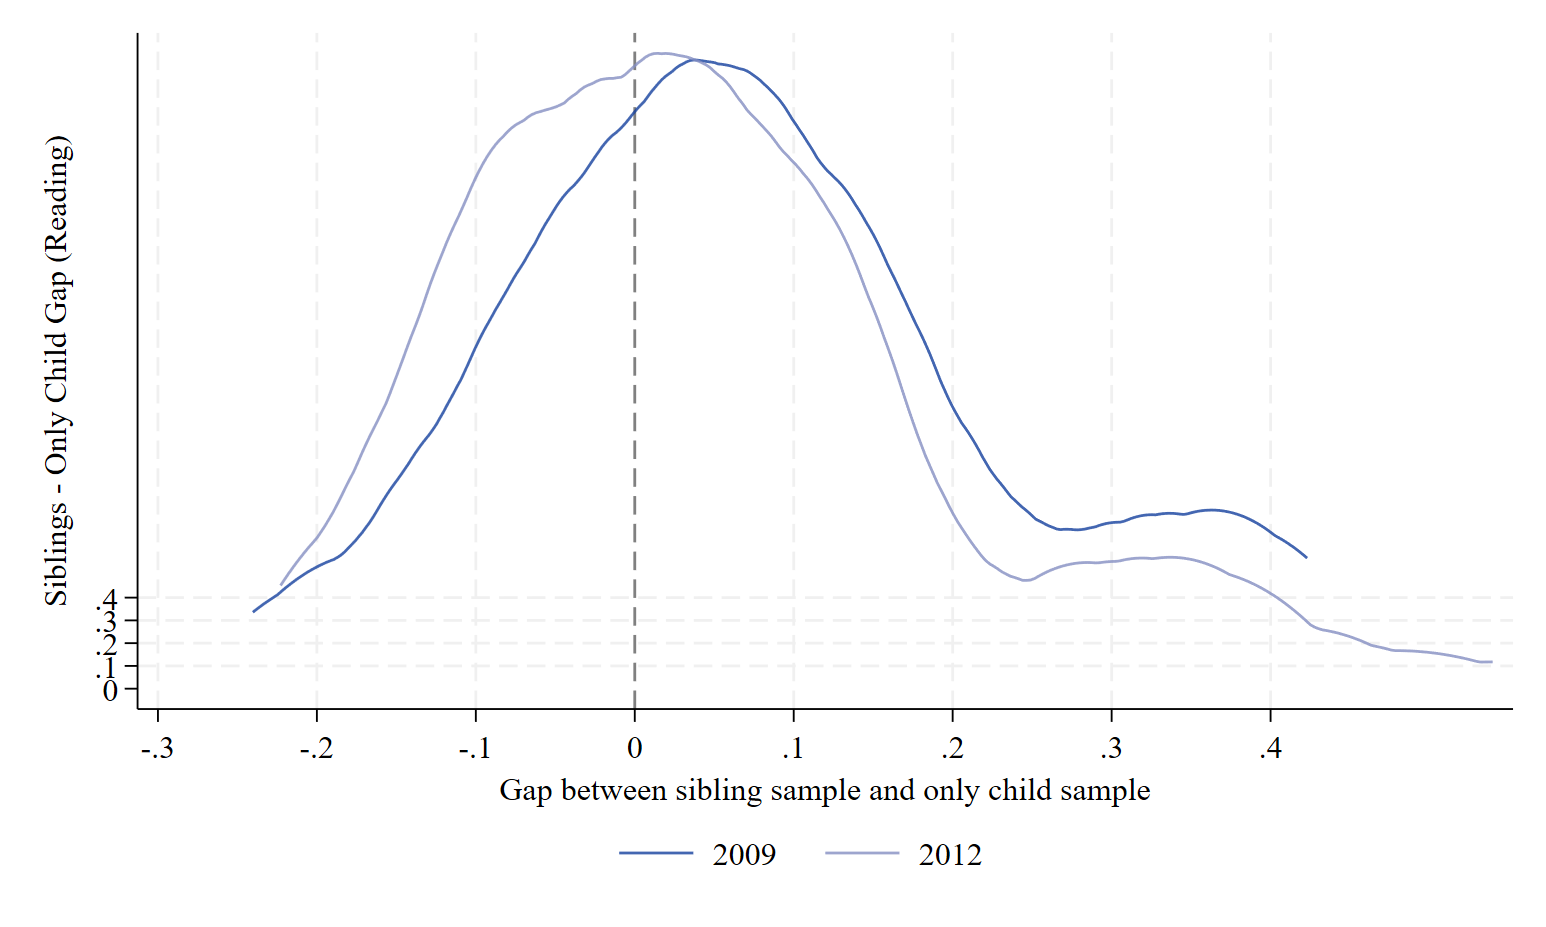 Siblings - Only Child Gap (Reading)
.4
.3
.2
.1
0
-.3 -.2 -.1 0 .1 .2 .3 .4
Gap between sibling sample and only child sample
2009 2012